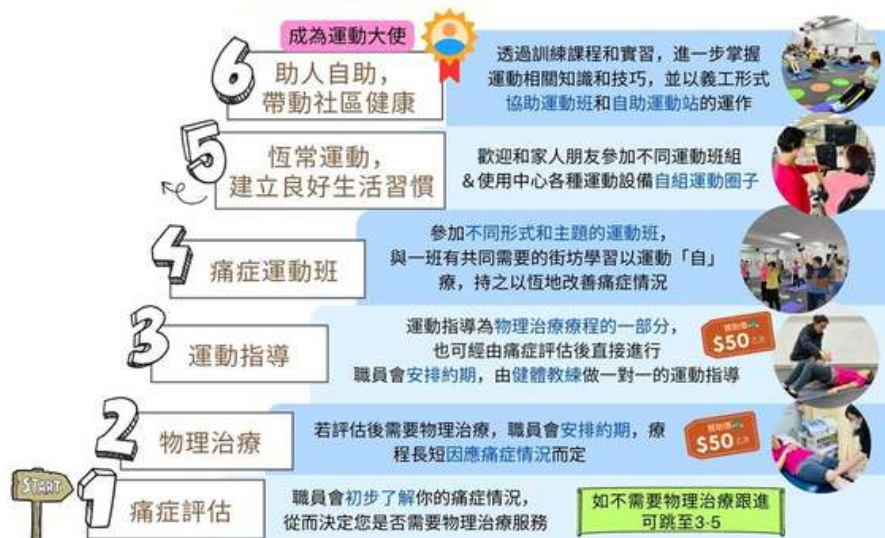 成為運動大使
6
助人自助，
帶動社區健康
透過訓練課程和實習，進一步掌握
運動相關知識和技巧，並以義工形式
協助運動班和自助運動站的運作
5
恆常運動，
建立良好生活習慣
歡迎和家人朋友參加不同運動班組
&使用中心各種運動設備自組運動圈子
4
痛症運動班
參加不同形式和主題的運動班，
與一班有共同需要的街坊學習以運動「自」
療，持之以恆地改善痛症情況
3
運動指導
運動指導為物理治療療程的一部分，
也可經由痛症評估後直接進行
職員會安排約期，由健體教練做一對一的運動指導
$50
2
物理治療
若評估後需要物理治療，職員會安排約期，療
程長短因應痛症情況而定
$50
START
1
痛症評估
職員會初步了解你的痛症情況，
從而決定您是否需要物理治療服務
如不需要物理治療跟進
可跳至3-5